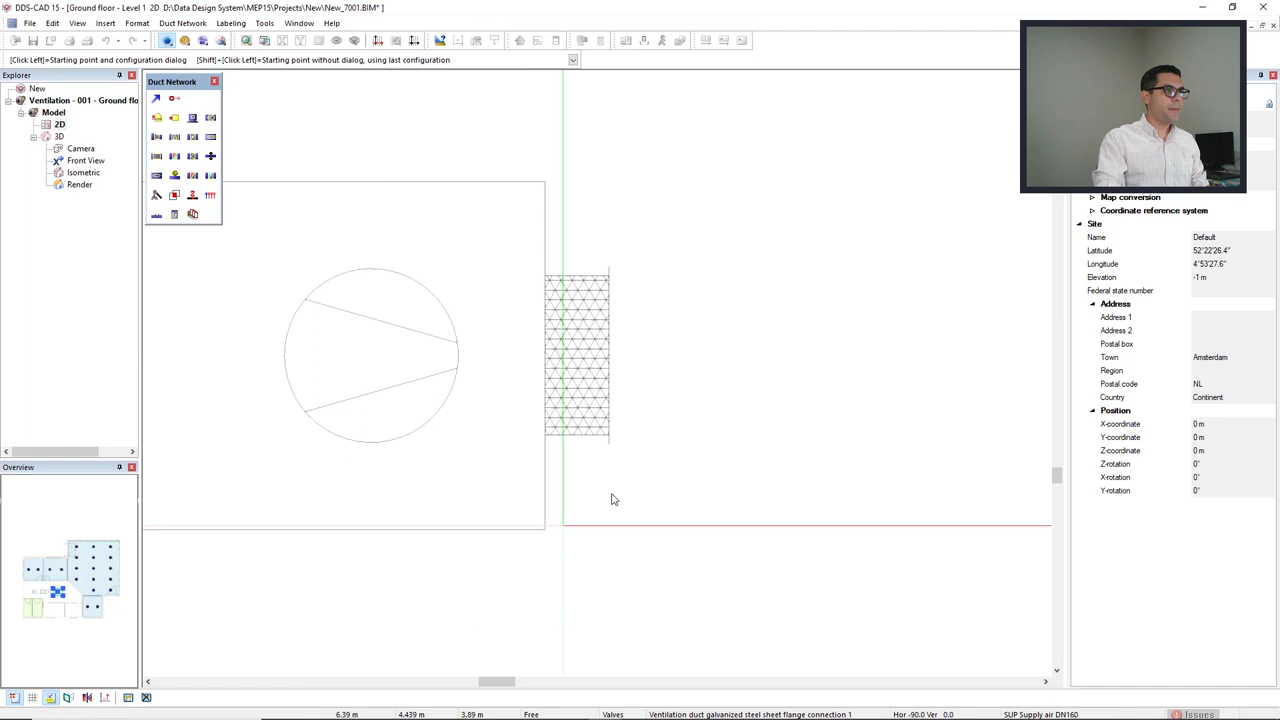 DDS-CAD 15 - [Ground floor - Level 1  2D  D:\Data Design System\MEP15\Projects\New\New_7001.BIM* ]
File Edit View Insert Format Duct Network Labeling Tools Window Help
[Click Left]=Starting point and configuration dialog    [Shift]+[Click Left]=Starting point without dialog, using last configuration
Explorer
New
Ventilation - 001 - Ground flo
Model
2D
3D
Camera
Front View
Isometric
Render
Duct Network
Map conversion
Coordinate reference system
Site
Name Default
Latitude 52°22'26.4"
Longitude 4°53'27.6"
Elevation -1 m
Federal state number
Address
Address 1
Address 2
Postal box
Town Amsterdam
Region
Postal code NL
Country Continent
Position
X-coordinate 0 m
Y-coordinate 0 m
Z-coordinate 0 m
Z-rotation 0°
X-rotation 0°
Y-rotation 0°
Overview
6.39 m 4.439 m 3.89 m Free Valves Ventilation duct galvanized steel sheet flange connection 1 Hor -90.0 Ver 0.0 SUP Supply air DN160 Issues